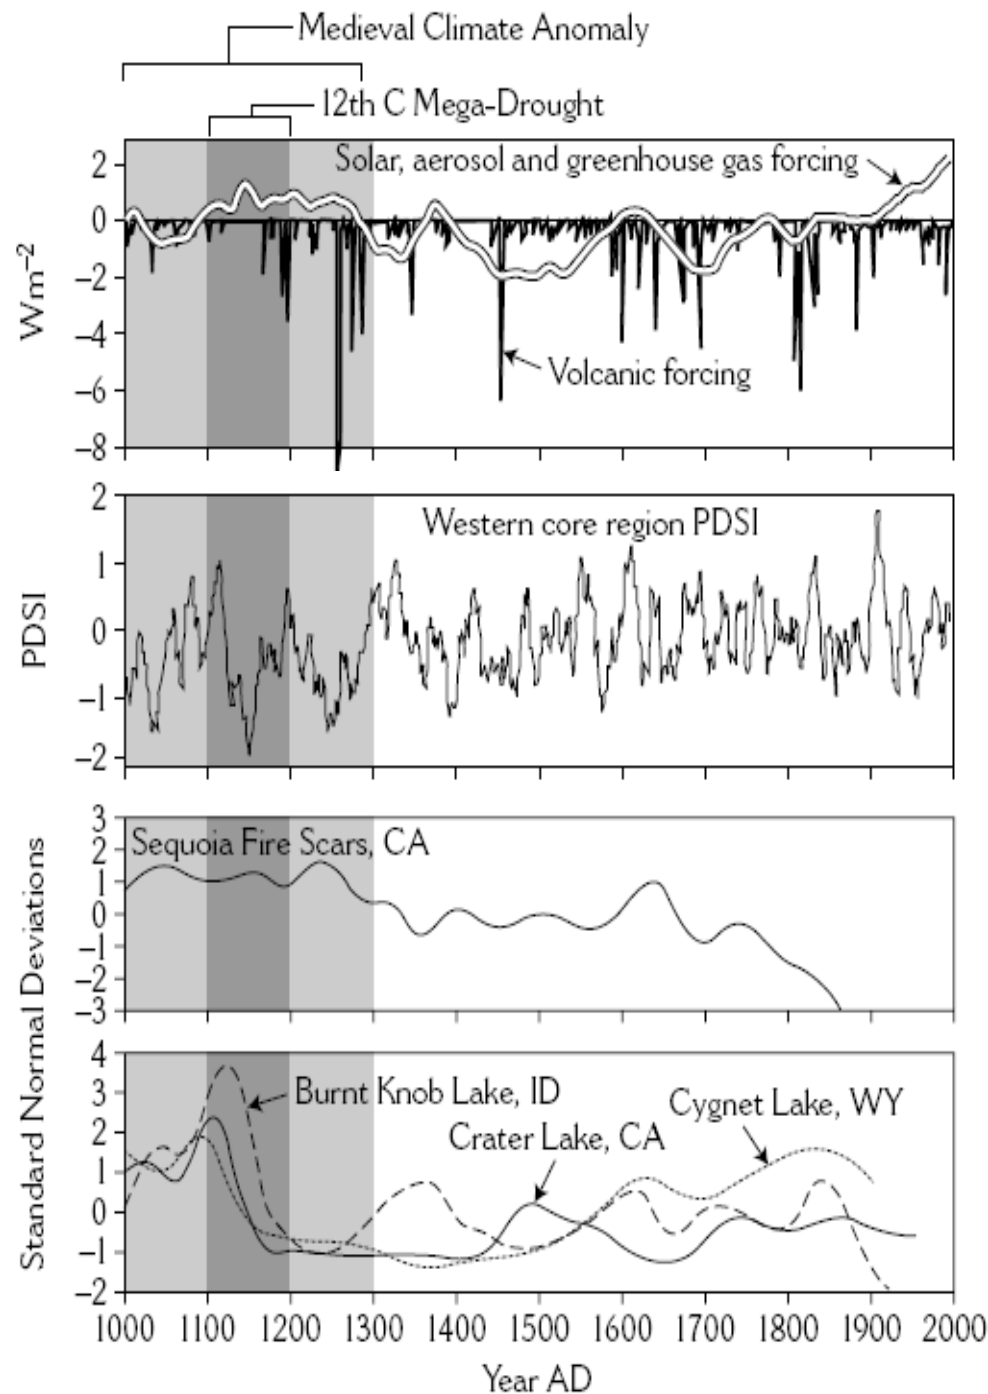 Medieval Climate Anomaly
12th C Mega-Drought
Solar, aerosol and greenhouse gas forcing
2
0
−2
−4
−6
−8
Wm−2
Volcanic forcing
2
1
0
−1
−2
PDSI
Western core region PDSI
3
2
1
0
−1
−2
−3
Sequoia Fire Scars, CA
Standard Normal Deviations
4
3
2
1
0
−1
−2
Burnt Knob Lake, ID
Cygnet Lake, WY
Crater Lake, CA
1000 1100 1200 1300 1400 1500 1600 1700 1800 1900 2000
Year AD